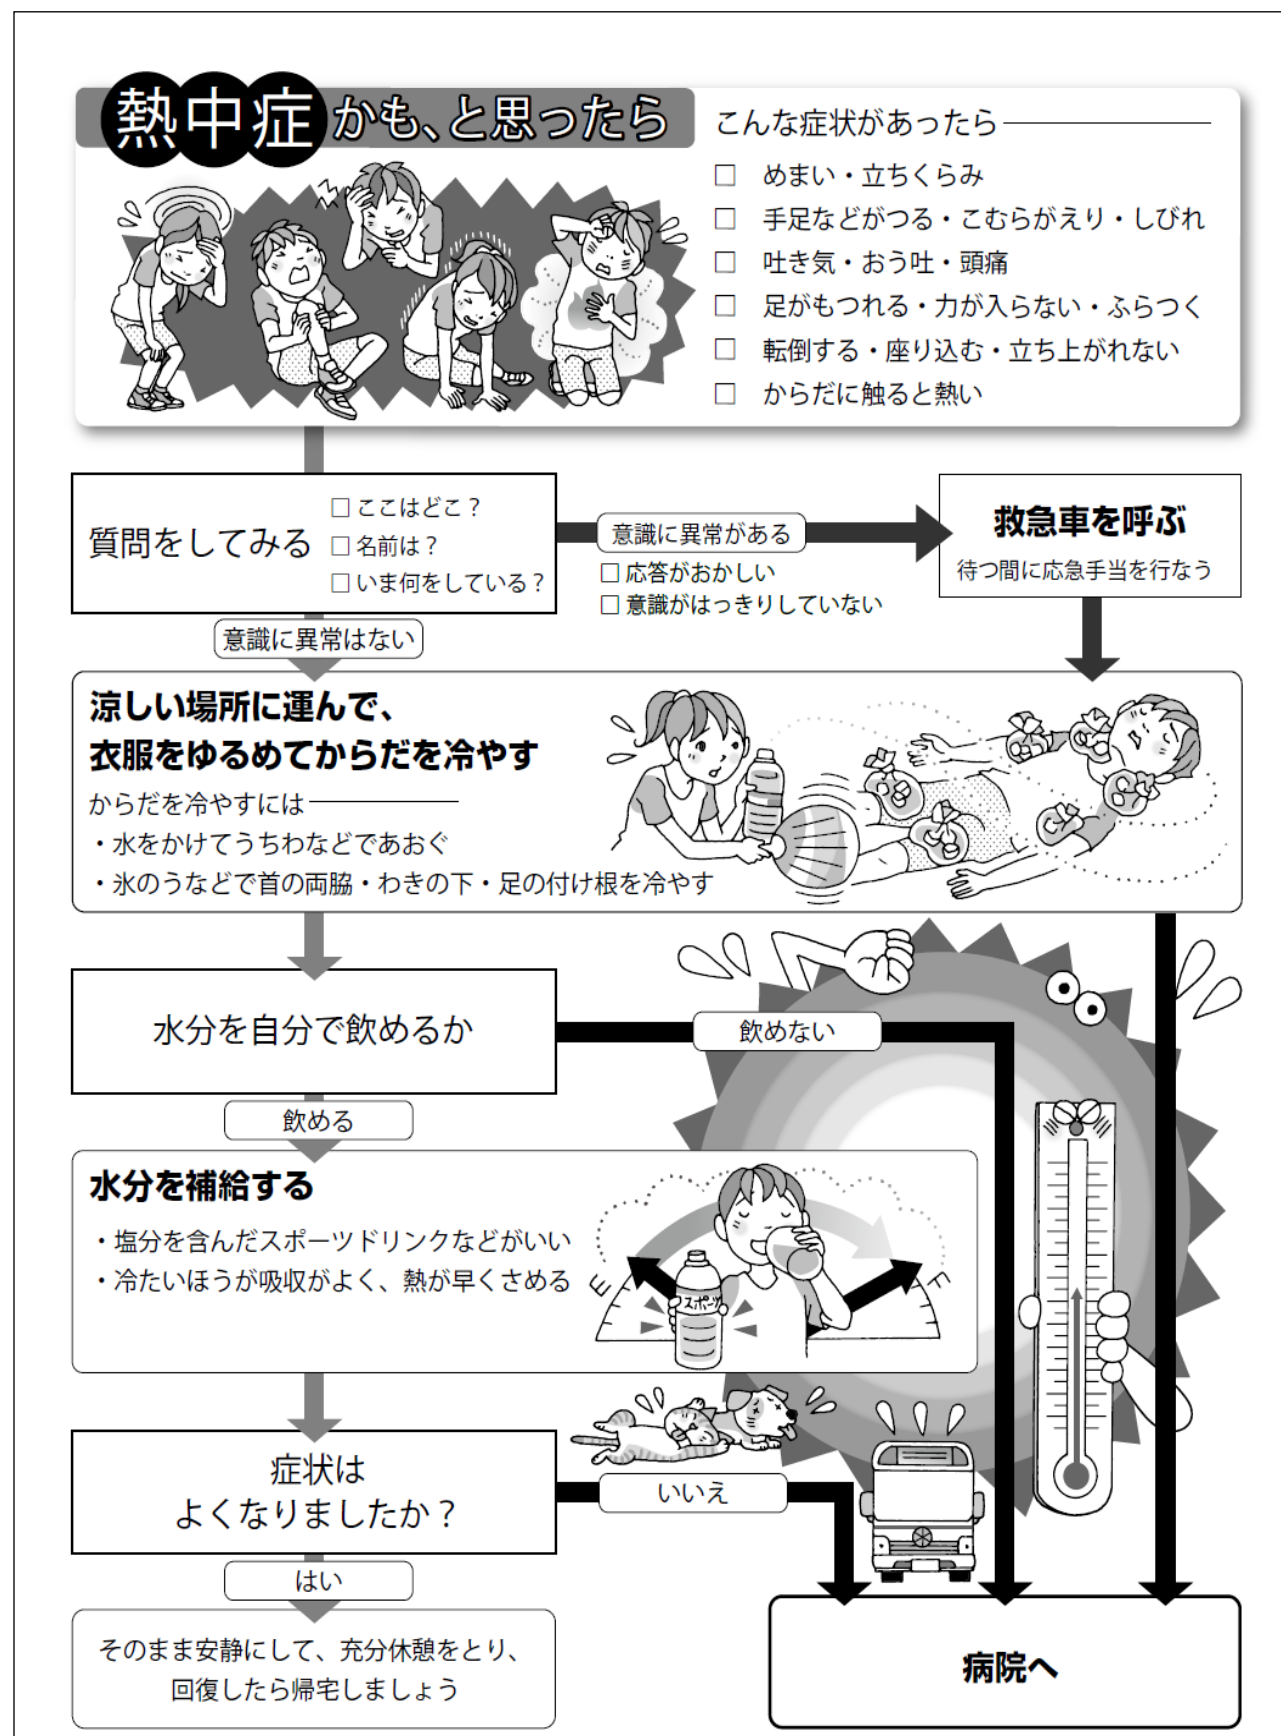 熱中症かも、と思ったら
こんな症状があったら
□ めまい・立ちくらみ
□ 手足などがつる・こむらがえり・しびれ
□ 吐き気・おう吐・頭痛
□ 足がもつれる・力が入らない・ふらつく
□ 転倒する・座り込む・立ち上がれない
□ からだに触ると熱い
質問をしてみる
□ ここはどこ？
□ 名前は？
□ いま何をしている？
意識に異常がある
□ 応答がおかしい
□ 意識がはっきりしていない
救急車を呼ぶ
待つ間に応急手当を行なう
意識に異常はない
涼しい場所に運んで、
衣服をゆるめてからだを冷やす
からだを冷やすには
・水をかけてうちわなどであおぐ
・氷のうなどで首の両脇・わきの下・足の付け根を冷やす
水分を自分で飲めるか
飲めない
飲める
水分を補給する
・塩分を含んだスポーツドリンクなどがいい
・冷たいほうが吸収がよく、熱が早くさめる
E
F
スポーツ
症状は
よくなりましたか？
いいえ
はい
そのまま安静にして、充分休憩をとり、
回復したら帰宅しましょう
病院へ